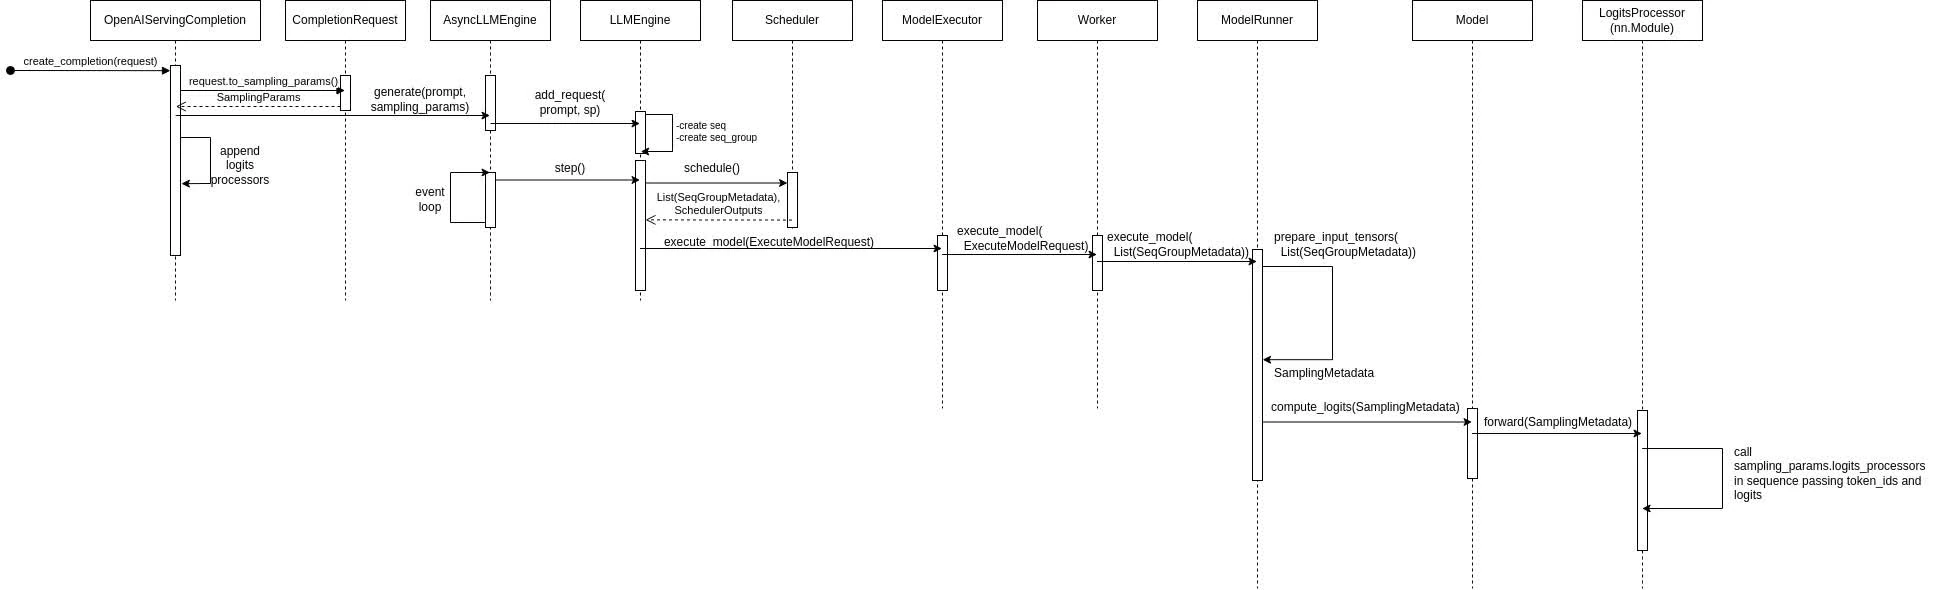 OpenAIServingCompletion
CompletionRequest
AsyncLLMEngine
LLMEngine
Scheduler
ModelExecutor
Worker
ModelRunner
Model
LogitsProcessor
(nn.Module)
create_completion(request)
request.to_sampling_params()
SamplingParams
generate(prompt,
sampling_params)
add_request(
prompt, sp)
-create seq
-create seq_group
append
logits
processors
event
loop
step()
schedule()
List(SeqGroupMetadata),
SchedulerOutputs
execute_model(ExecuteModelRequest)
execute_model(
ExecuteModelRequest)
execute_model(
List(SeqGroupMetadata))
prepare_input_tensors(
List(SeqGroupMetadata))
SamplingMetadata
compute_logits(SamplingMetadata)
forward(SamplingMetadata)
call
sampling_params.logits_processors
in sequence passing token_ids and
logits